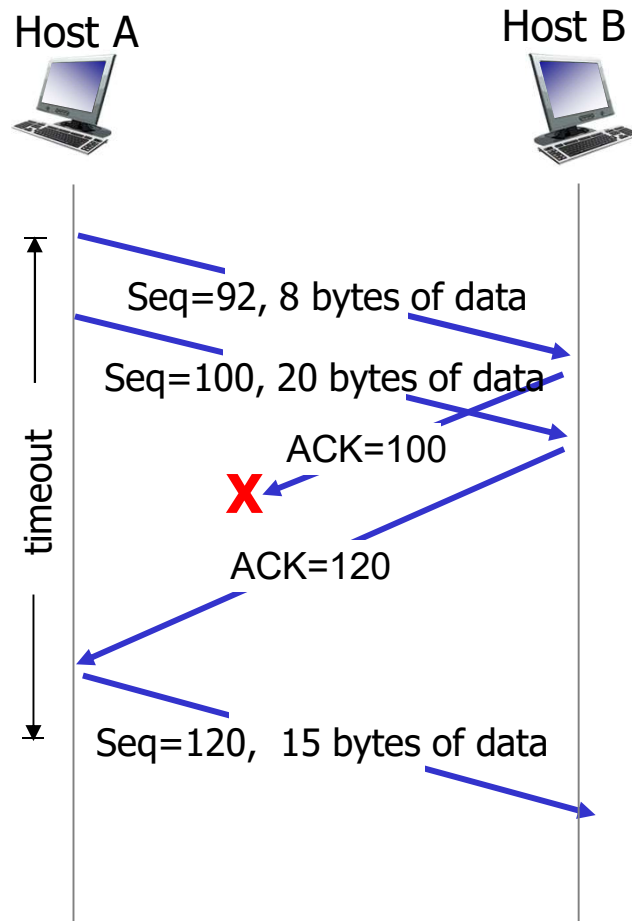 Host A
Host B
Seq=92, 8 bytes of data
Seq=100, 20 bytes of data
ACK=100
X
timeout
ACK=120
Seq=120, 15 bytes of data